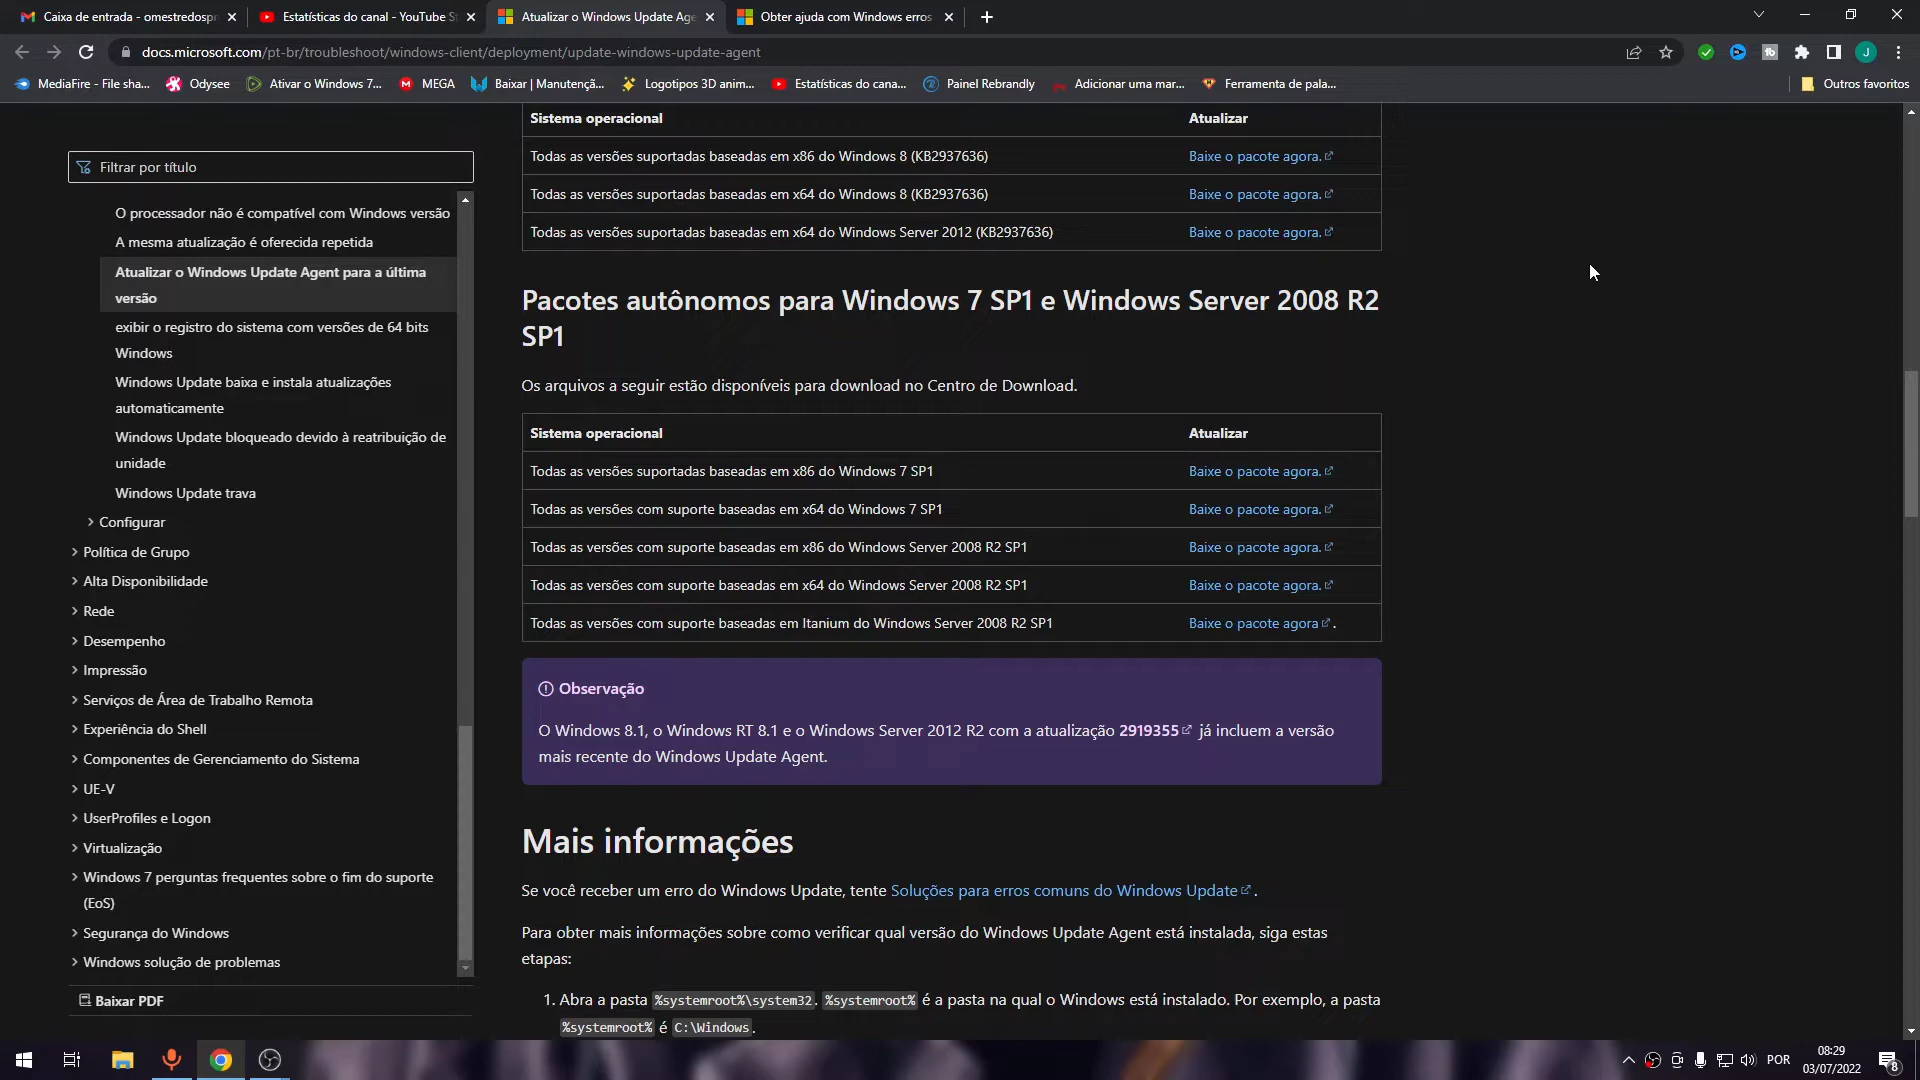 Caixa de entrada - omestredospr
Estatísticas do canal - YouTube St
Atualizar o Windows Update Age
Obter ajuda com Windows erros
docs.microsoft.com/pt-br/troubleshoot/windows-client/deployment/update-windows-update-agent
MediaFire - File sha...
Odysee
Ativar o Windows 7...
MEGA
Baixar | Manutençã...
Logotipos 3D anim...
Estatísticas do cana...
Painel Rebrandly
Adicionar uma mar...
Ferramenta de pala...
Outros favoritos
Filtrar por título
O processador não é compatível com Windows versão
A mesma atualização é oferecida repetida
Atualizar o Windows Update Agent para a última
versão
exibir o registro do sistema com versões de 64 bits
Windows
Windows Update baixa e instala atualizações
automaticamente
Windows Update bloqueado devido à reatribuição de
unidade
Windows Update trava
Configurar
Política de Grupo
Alta Disponibilidade
Rede
Desempenho
Impressão
Serviços de Área de Trabalho Remota
Experiência do Shell
Componentes de Gerenciamento do Sistema
UE-V
UserProfiles e Logon
Virtualização
Windows 7 perguntas frequentes sobre o fim do suporte
(EoS)
Segurança do Windows
Windows solução de problemas
Baixar PDF
Sistema operacional Atualizar
Todas as versões suportadas baseadas em x86 do Windows 8 (KB2937636) Baixe o pacote agora.
Todas as versões suportadas baseadas em x64 do Windows 8 (KB2937636) Baixe o pacote agora.
Todas as versões suportadas baseadas em x64 do Windows Server 2012 (KB2937636) Baixe o pacote agora.
Pacotes autônomos para Windows 7 SP1 e Windows Server 2008 R2
SP1
Os arquivos a seguir estão disponíveis para download no Centro de Download.
Sistema operacional Atualizar
Todas as versões suportadas baseadas em x86 do Windows 7 SP1 Baixe o pacote agora.
Todas as versões com suporte baseadas em x64 do Windows 7 SP1 Baixe o pacote agora.
Todas as versões com suporte baseadas em x86 do Windows Server 2008 R2 SP1 Baixe o pacote agora.
Todas as versões com suporte baseadas em x64 do Windows Server 2008 R2 SP1 Baixe o pacote agora.
Todas as versões com suporte baseadas em Itanium do Windows Server 2008 R2 SP1 Baixe o pacote agora .
Observação
O Windows 8.1, o Windows RT 8.1 e o Windows Server 2012 R2 com a atualização 2919355 já incluem a versão
mais recente do Windows Update Agent.
Mais informações
Se você receber um erro do Windows Update, tente Soluções para erros comuns do Windows Update .
Para obter mais informações sobre como verificar qual versão do Windows Update Agent está instalada, siga estas
etapas:
1. Abra a pasta %systemroot%\system32. %systemroot% é a pasta na qual o Windows está instalado. Por exemplo, a pasta
%systemroot% é C:\Windows.
POR
08:29
03/07/2022
8